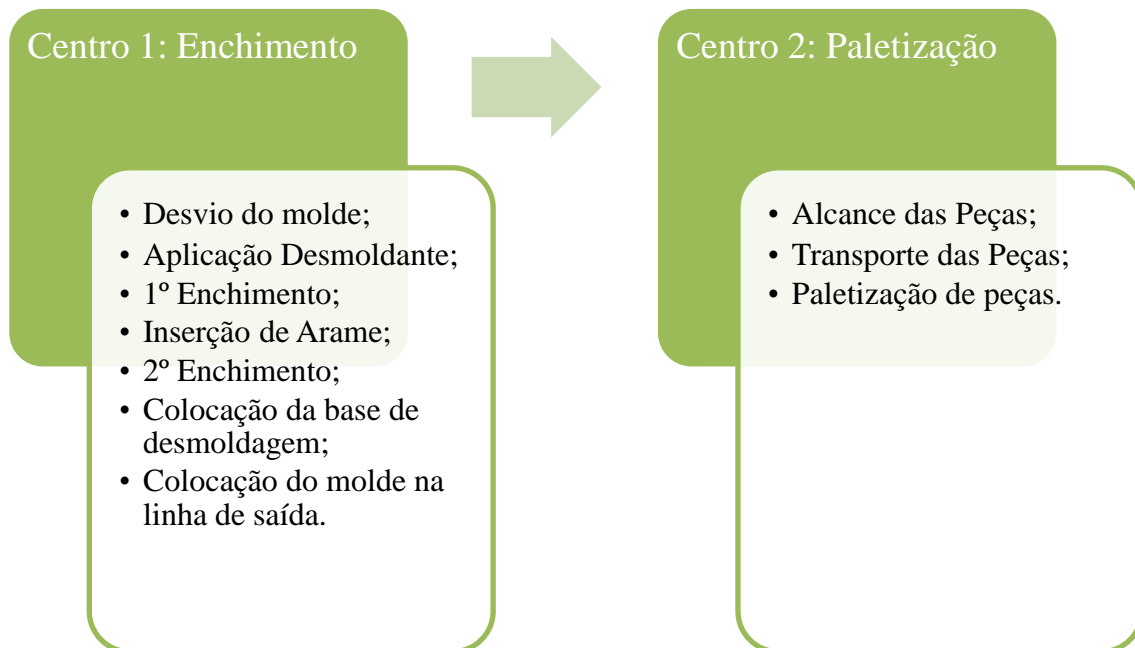 Centro 1: Enchimento
• Desvio do molde;
• Aplicação Desmoldante;
• 1º Enchimento;
• Inserção de Arame;
• 2º Enchimento;
• Colocação da base de
desmoldagem;
• Colocação do molde na
linha de saída.
Centro 2: Paletização
• Alcance das Peças;
• Transporte das Peças;
• Paletização de peças.